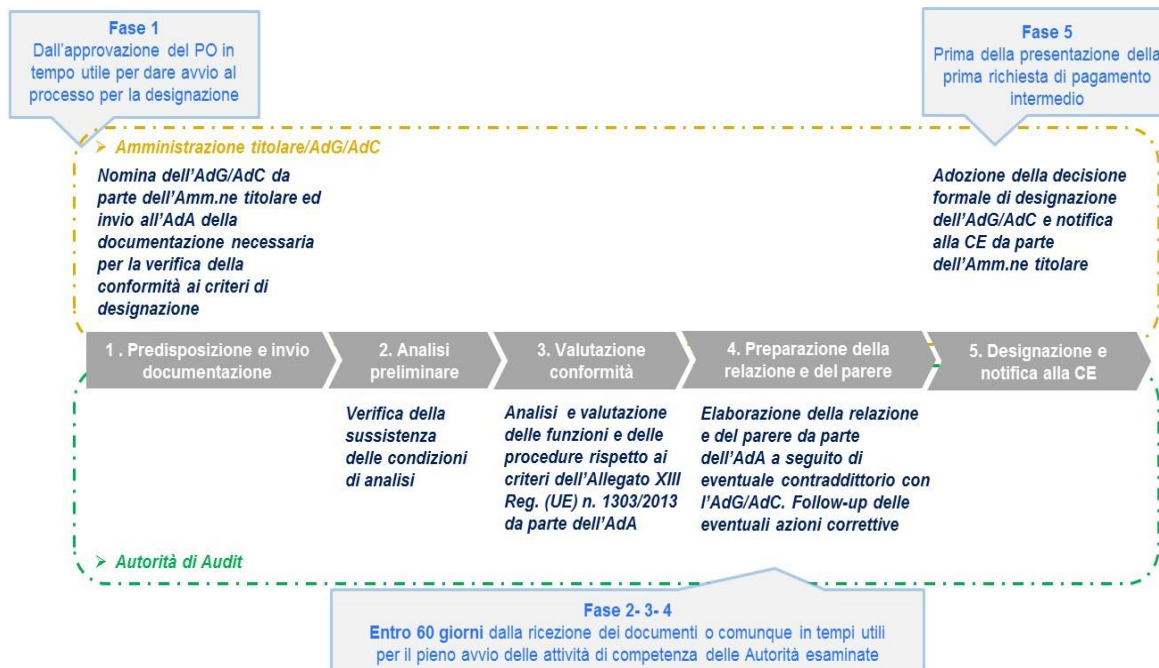 Fase 1
Dall'approvazione del PO in
tempo utile per dare avvio al
processo per la designazione
Fase 5
Prima della presentazione della
prima richiesta di pagamento
intermedio
➢ Amministrazione titolare/AdG/AdC
Nomina dell'AdG/AdC da
parte dell'Amm.ne titolare ed
invio all'AdA della
documentazione necessaria
per la verifica della
conformità ai criteri di
designazione
Adozione della decisione
formale di designazione
dell'AdG/AdC e notifica
alla CE da parte
dell'Amm.ne titolare
1 . Predisposizione e invio
documentazione
2. Analisi
preliminare
3. Valutazione
conformità
4. Preparazione della
relazione e del parere
5. Designazione e
notifica alla CE
Verifica della
sussistenza
delle condizioni
di analisi
Analisi e valutazione
delle funzioni e delle
procedure rispetto ai
criteri dell'Allegato XIII
Reg. (UE) n. 1303/2013
da parte dell'AdA
Elaborazione della relazione
e del parere da parte
dell'AdA a seguito di
eventuale contraddittorio con
l'AdG/AdC. Follow-up delle
eventuali azioni correttive
➢ Autorità di Audit
Fase 2- 3- 4
Entro 60 giorni dalla ricezione dei documenti o comunque in tempi utili
per il pieno avvio delle attività di competenza delle Autorità esaminate